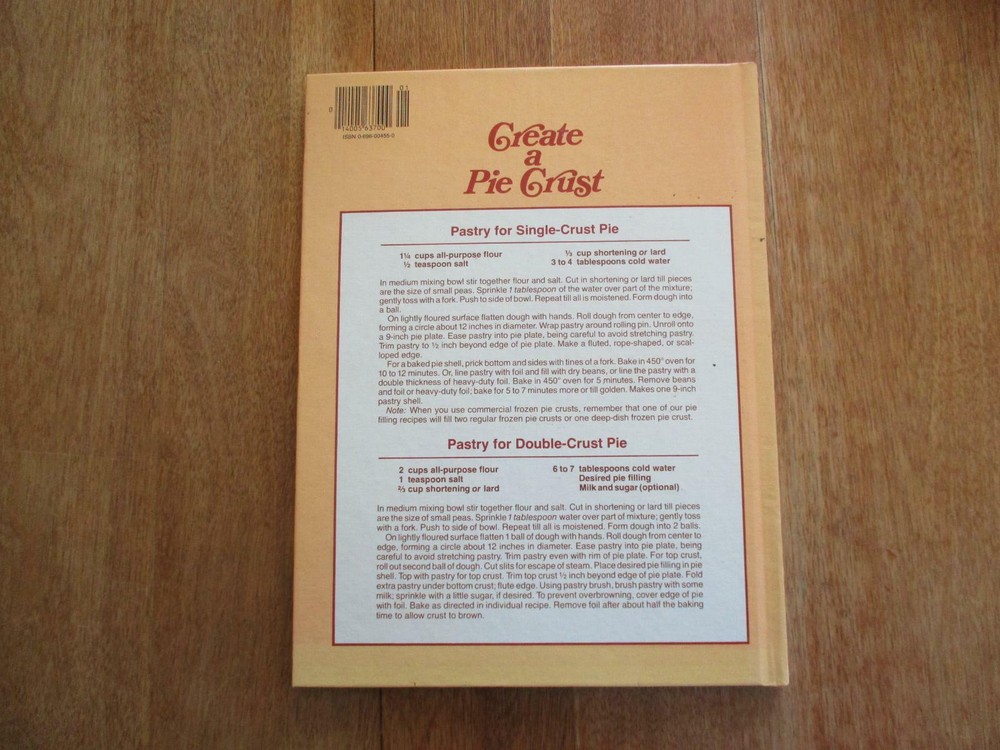 01
0
14005 63700
ISBN 0-696-00455-0
Create
a
Pie Crust
Pastry for Single-Crust Pie
1¼ cups all-purpose flour
½ teaspoon salt
⅓ cup shortening or lard
3 to 4 tablespoons cold water
In medium mixing bowl stir together flour and salt. Cut in shortening or lard till pieces
are the size of small peas. Sprinkle 1 tablespoon of the water over part of the mixture;
gently toss with a fork. Push to side of bowl. Repeat till all is moistened. Form dough into
a ball.
On lightly floured surface flatten dough with hands. Roll dough from center to edge,
forming a circle about 12 inches in diameter. Wrap pastry around rolling pin. Unroll onto
a 9-inch pie plate. Ease pastry into pie plate, being careful to avoid stretching pastry.
Trim pastry to ½ inch beyond edge of pie plate. Make a fluted, rope-shaped, or scal-
loped edge.
For a baked pie shell, prick bottom and sides with tines of a fork. Bake in 450° oven for
10 to 12 minutes. Or, line pastry with foil and fill with dry beans, or line the pastry with a
double thickness of heavy-duty foil. Bake in 450° oven for 5 minutes. Remove beans
and foil or heavy-duty foil; bake for 5 to 7 minutes more or till golden. Makes one 9-inch
pastry shell.
Note: When you use commercial frozen pie crusts, remember that one of our pie
filling recipes will fill two regular frozen pie crusts or one deep-dish frozen pie crust.
Pastry for Double-Crust Pie
2 cups all-purpose flour
1 teaspoon salt
⅔ cup shortening or lard
6 to 7 tablespoons cold water
Desired pie filling
Milk and sugar (optional)
In medium mixing bowl stir together flour and salt. Cut in shortening or lard till pieces
are the size of small peas. Sprinkle 1 tablespoon water over part of mixture; gently toss
with a fork. Push to side of bowl. Repeat till all is moistened. Form dough into 2 balls.
On lightly floured surface flatten 1 ball of dough with hands. Roll dough from center to
edge, forming a circle about 12 inches in diameter. Ease pastry into pie plate, being
careful to avoid stretching pastry. Trim pastry even with rim of pie plate. For top crust,
roll out second ball of dough. Cut slits for escape of steam. Place desired pie filling in pie
shell. Top with pastry for top crust. Trim top crust ½ inch beyond edge of pie plate. Fold
extra pastry under bottom crust; flute edge. Using pastry brush, brush pastry with some
milk; sprinkle with a little sugar, if desired. To prevent overbrowning, cover edge of pie
with foil. Bake as directed in individual recipe. Remove foil after about half the baking
time to allow crust to brown.